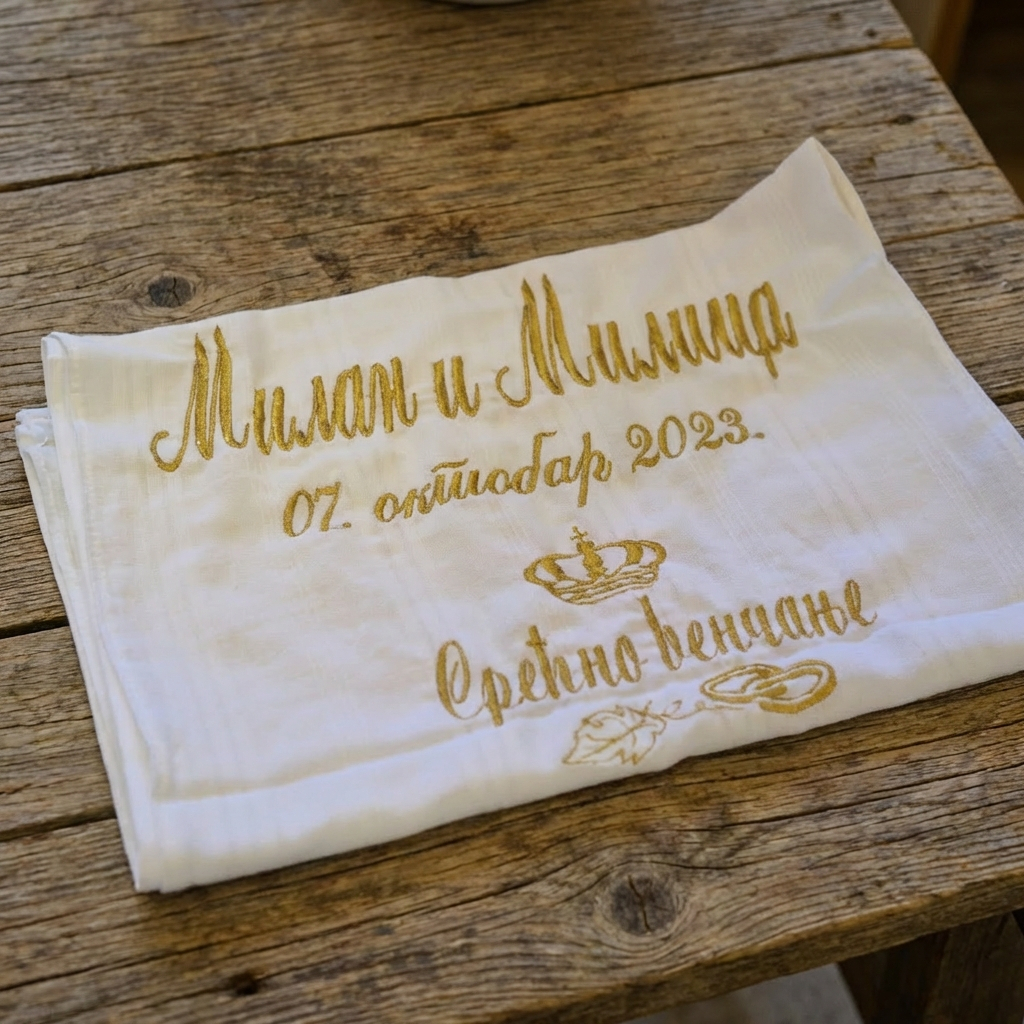 Милан и Милица
07. октобар 2023.
Срећно венчање